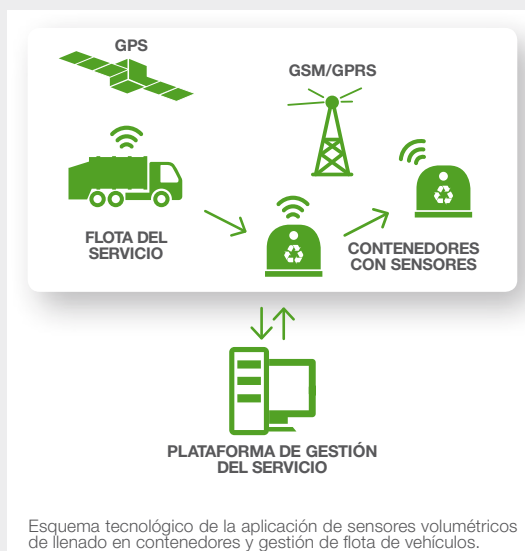 GPS
GSM/GPRS
FLOTA DEL
SERVICIO
CONTENEDORES
CON SENSORES
PLATAFORMA DE GESTIÓN
DEL SERVICIO
Esquema tecnológico de la aplicación de sensores volumétricos
de llenado en contenedores y gestión de flota de vehículos.